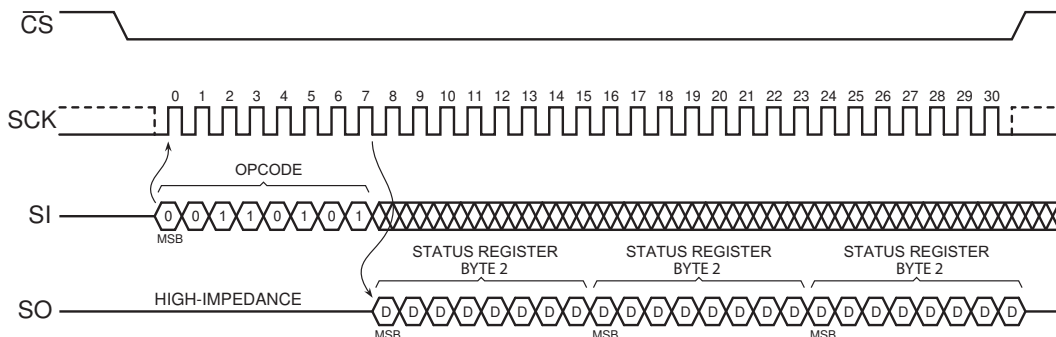 CS
SCK
0 1 2 3 4 5 6 7 8 9 10 11 12 13 14 15 16 17 18 19 20 21 22 23 24 25 26 27 28 29 30
OPCODE
SI
0 0 1 1 0 1 0 1
MSB
STATUS REGISTER
BYTE 2
STATUS REGISTER
BYTE 2
STATUS REGISTER
BYTE 2
SO
HIGH-IMPEDANCE
D D D D D D D D D D D D D D D D D D D D D D D D
MSB MSB MSB